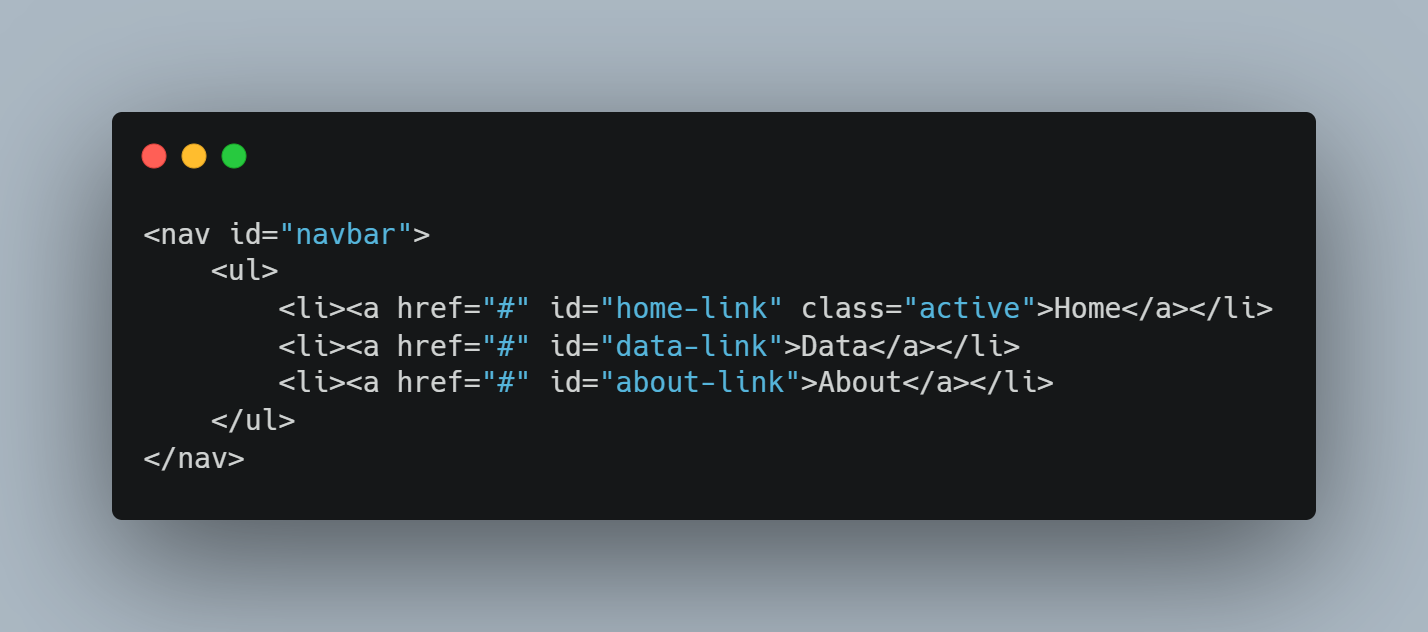 <nav id="navbar">
    <ul>
        <li><a href="#" id="home-link" class="active">Home</a></li>
        <li><a href="#" id="data-link">Data</a></li>
        <li><a href="#" id="about-link">About</a></li>
    </ul>
</nav>